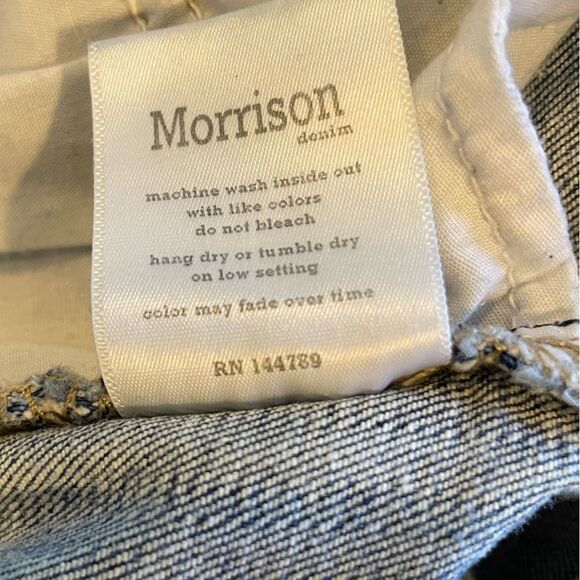 Morrison
denim
machine wash inside out
with like colors
do not bleach
hang dry or tumble dry
on low setting
color may fade over time
RN 144789